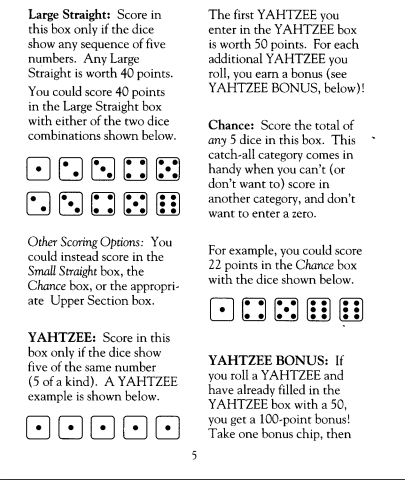 Large Straight: Score in
this box only if the dice
show any sequence of five
numbers. Any Large
Straight is worth 40 points.
You could score 40 points
in the Large Straight box
with either of the two dice
combinations shown below.
Other Scoring Options: You
could instead score in the
Small Straight box, the
Chance box, or the appropri-
ate Upper Section box.
YAHTZEE: Score in this
box only if the dice show
five of the same number
(5 of a kind). A YAHTZEE
example is shown below.
The first YAHTZEE you
enter in the YAHTZEE box
is worth 50 points. For each
additional YAHTZEE you
roll, you earn a bonus (see
YAHTZEE BONUS, below)!
Chance: Score the total of
any 5 dice in this box. This
catch-all category comes in
handy when you can't (or
don't want to) score in
another category, and don't
want to enter a zero.
For example, you could score
22 points in the Chance box
with the dice shown below.
YAHTZEE BONUS: If
you roll a YAHTZEE and
have already filled in the
YAHTZEE box with a 50,
you get a 100-point bonus!
Take one bonus chip, then
5